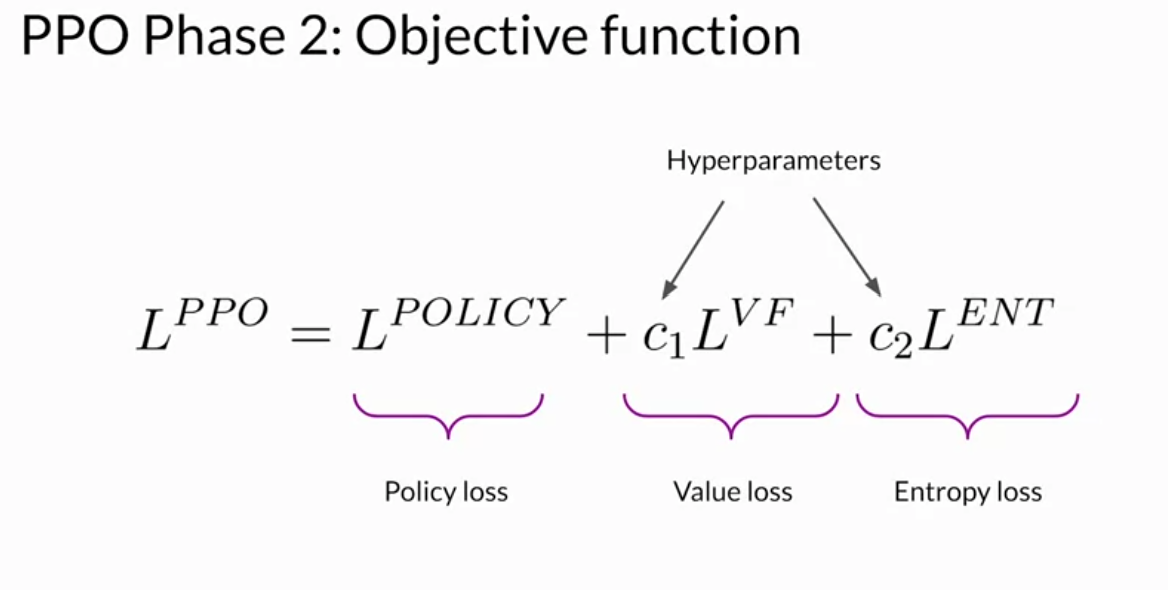 PPO Phase 2: Objective function
Hyperparameters
L^{PPO} = L^{POLICY} + c_1 L^{VF} + c_2 L^{ENT}
Policy loss Value loss Entropy loss